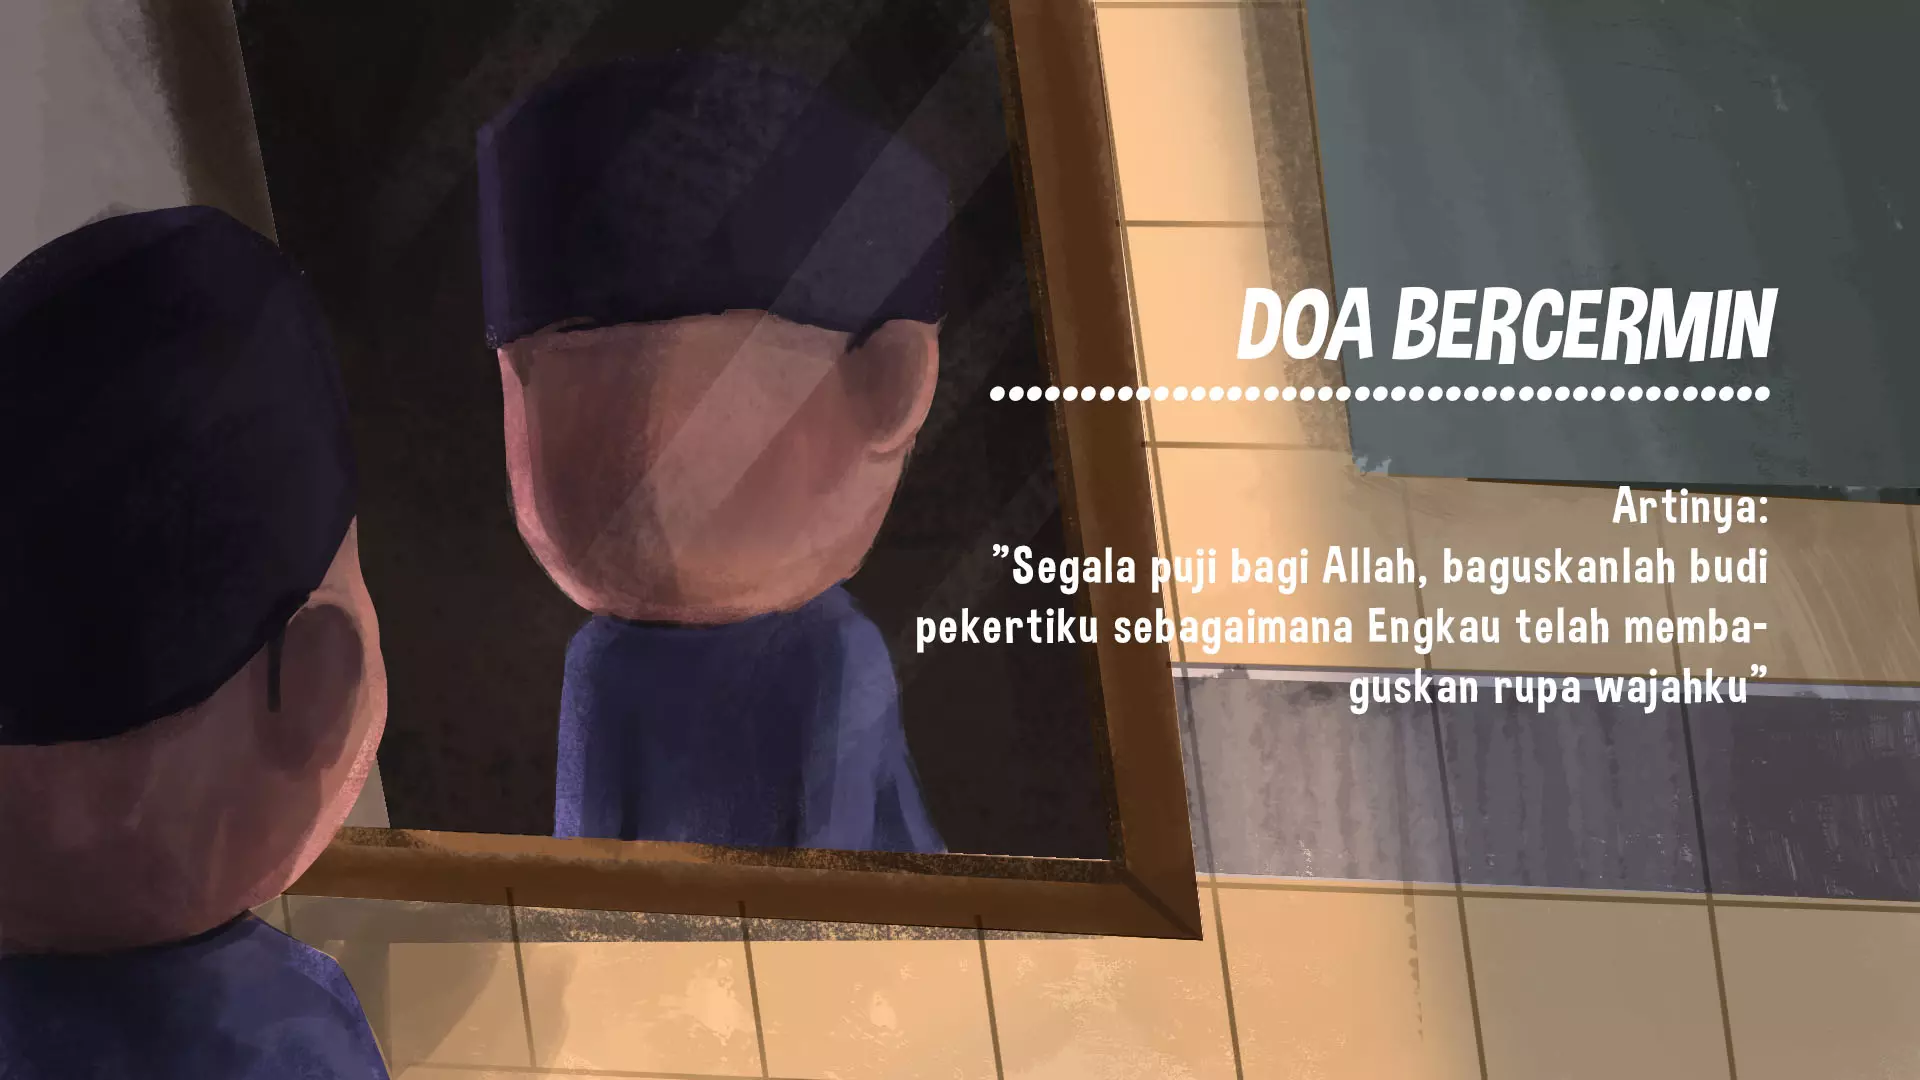 DOA BERCERMIN
Artinya:
”Segala puji bagi Allah, baguskanlah budi
pekertiku sebagaimana Engkau telah memba-
guskan rupa wajahku”